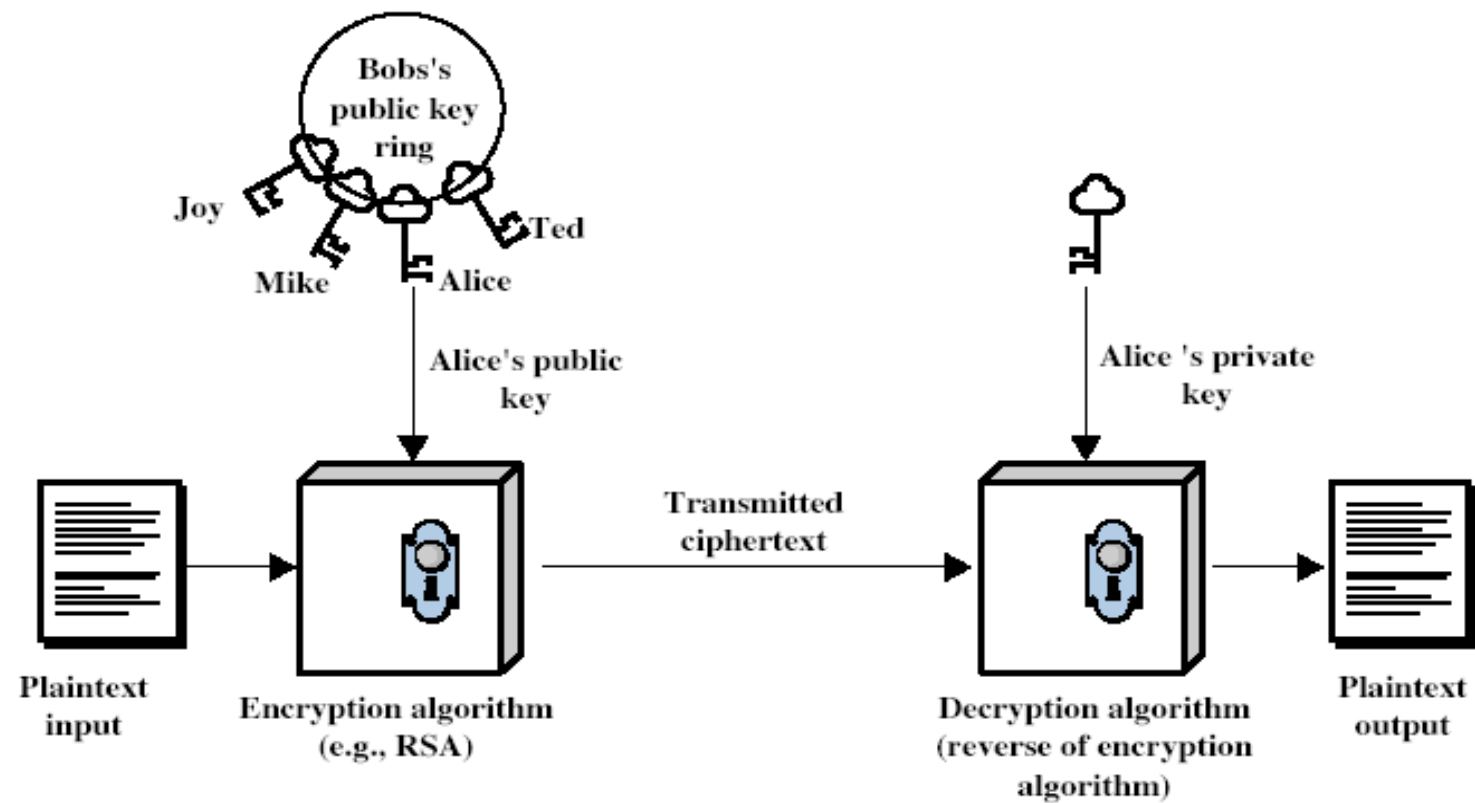 Bobs's
public key
ring
Joy
Ted
Mike
Alice
Alice's public
key
Alice 's private
key
Transmitted
ciphertext
Plaintext
input
Encryption algorithm
(e.g., RSA)
Decryption algorithm
(reverse of encryption
algorithm)
Plaintext
output